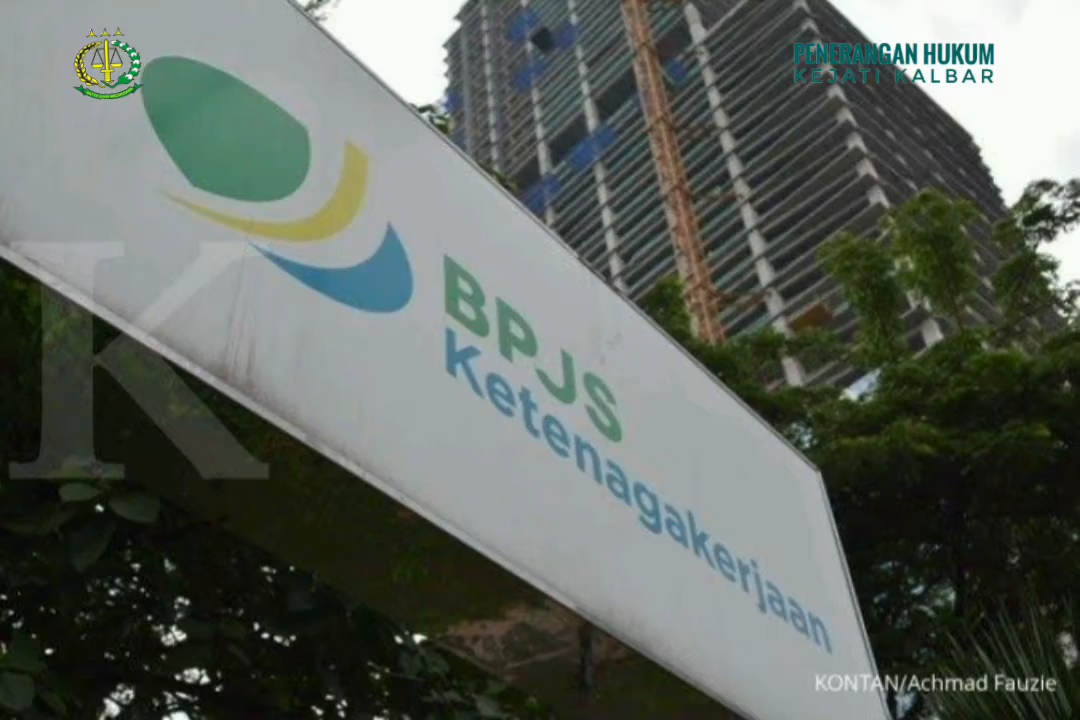 PENERANGAN HUKUM
KEJATI KALBAR
K
BPJS
Ketenagakerjaan
KONTAN/Achmad Fauzie